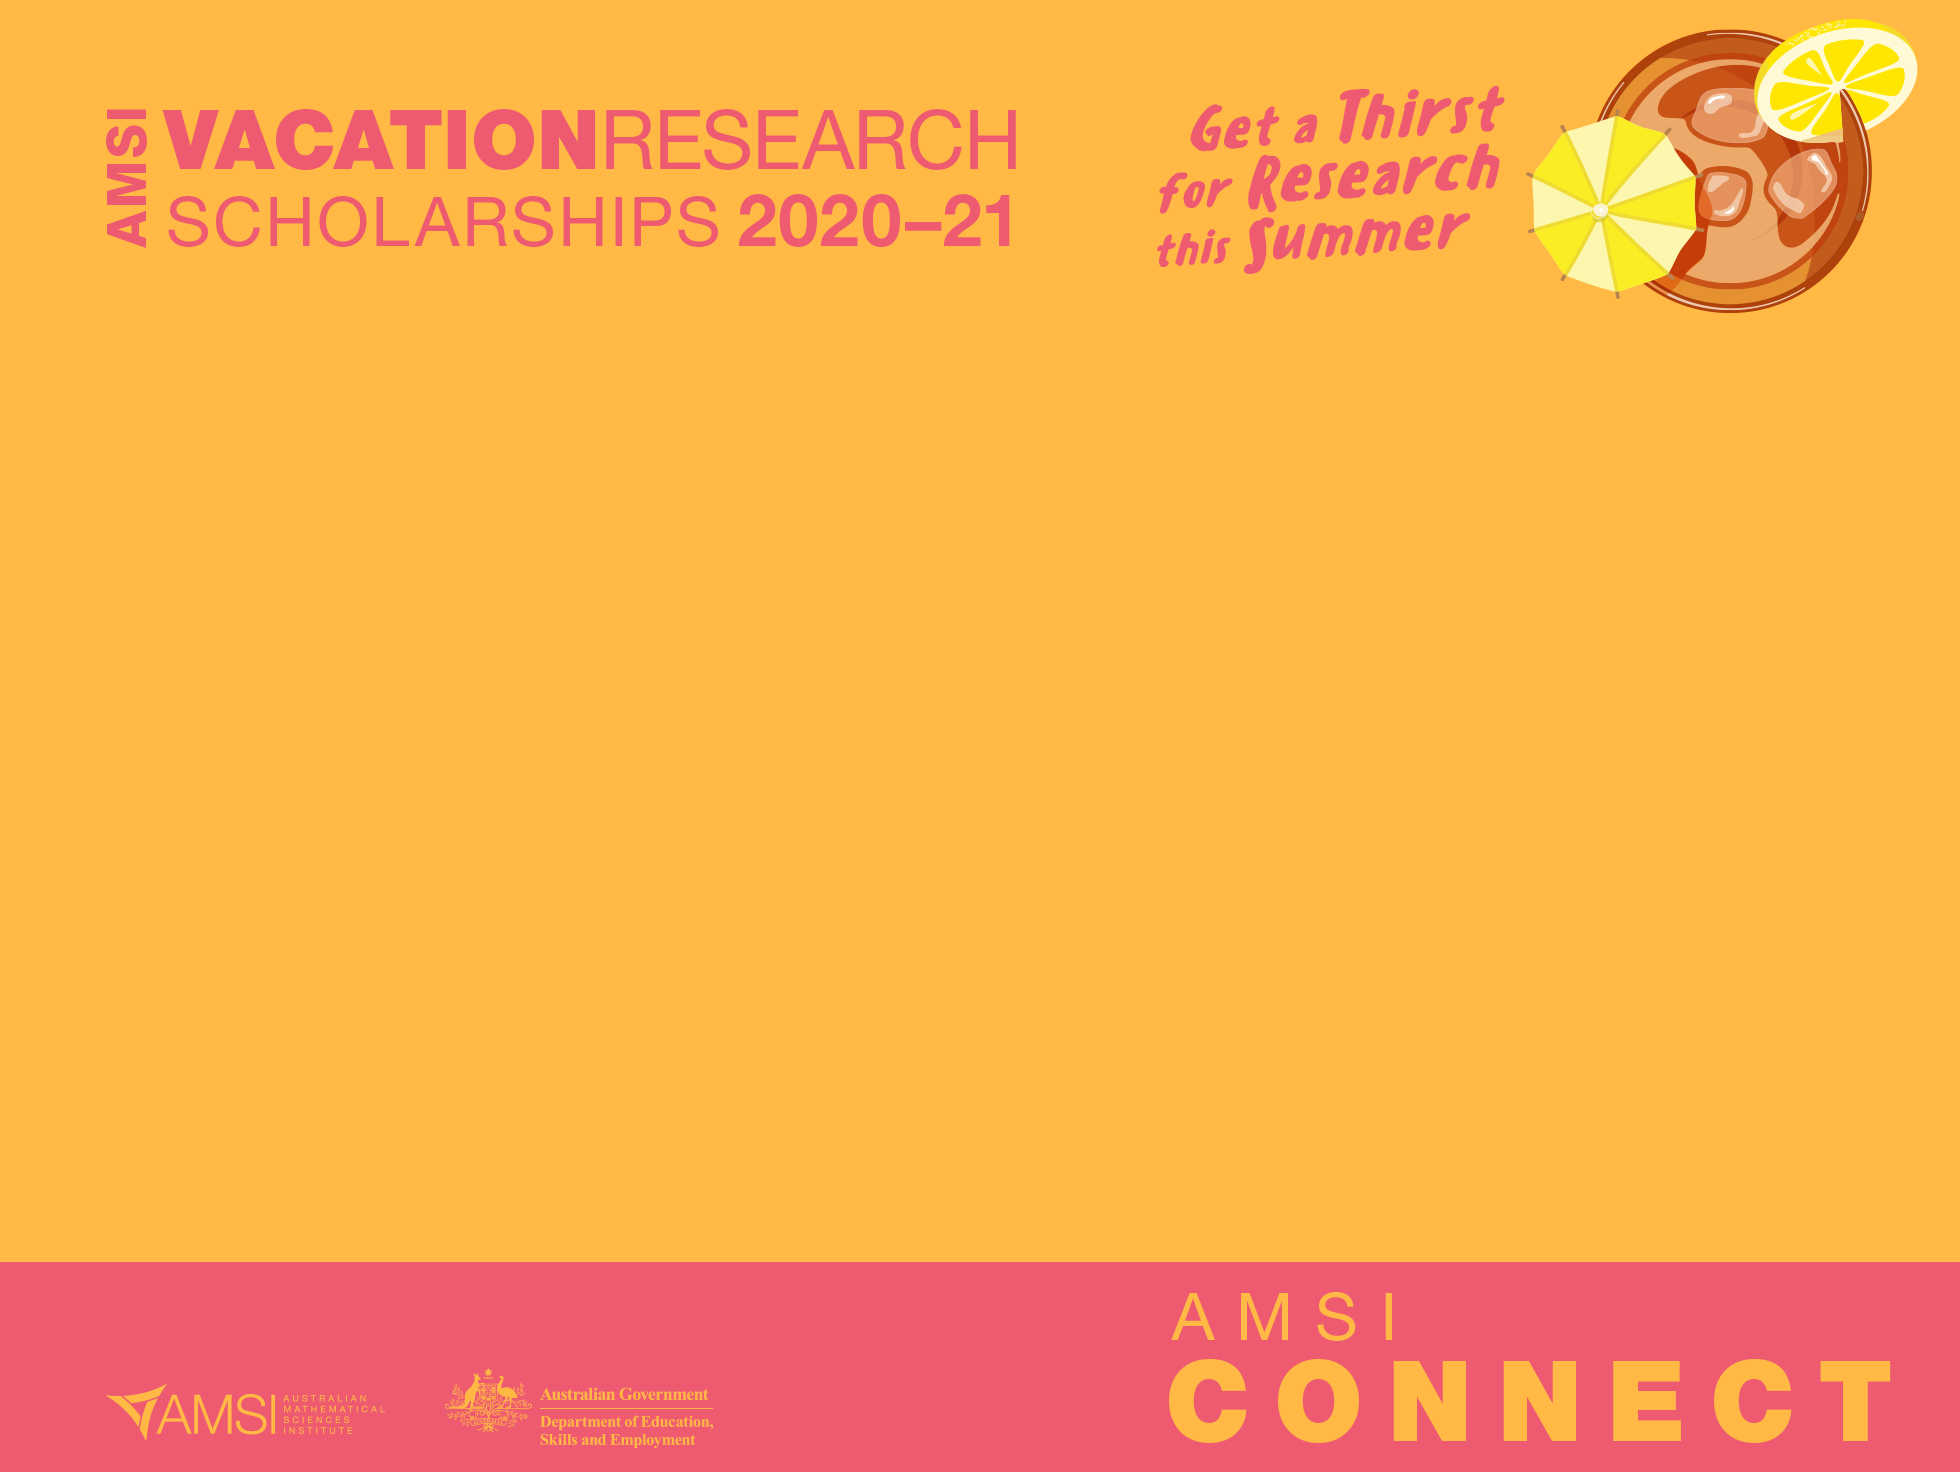 AMSI
VACATIONRESEARCH
SCHOLARSHIPS 2020–21
Get a Thirst
for Research
this Summer
AMSI
CONNECT
AMSI
AUSTRALIAN
MATHEMATICAL
SCIENCES
INSTITUTE
Australian Government
Department of Education,
Skills and Employment